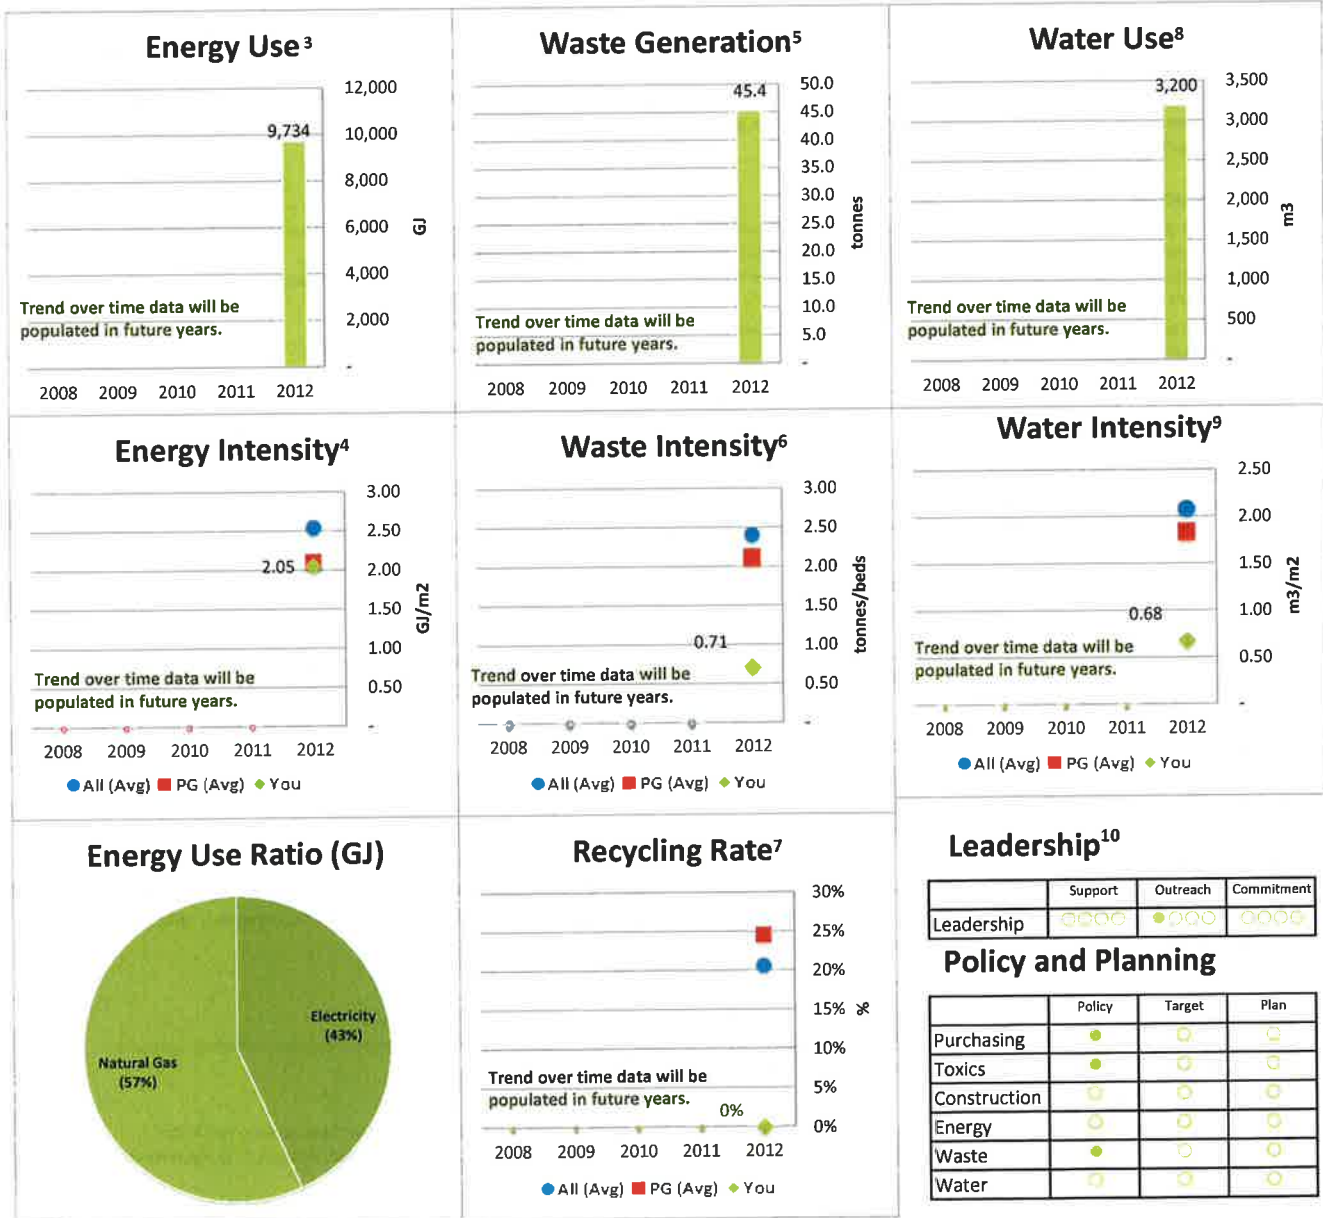 Energy Use³
12,000
10,000
8,000
6,000
4,000
2,000
-
GJ
9,734
Trend over time data will be
populated in future years.
2008 2009 2010 2011 2012
Waste Generation⁵
50.0
45.0
40.0
35.0
30.0
25.0
20.0
15.0
10.0
5.0
-
tonnes
45.4
Trend over time data will be
populated in future years.
2008 2009 2010 2011 2012
Water Use⁸
3,500
3,000
2,500
2,000
1,500
1,000
500
-
m3
3,200
Trend over time data will be
populated in future years.
2008 2009 2010 2011 2012
Energy Intensity⁴
3.00
2.50
2.00
1.50
1.00
0.50
-
GJ/m2
2.05
Trend over time data will be
populated in future years.
2008 2009 2010 2011 2012
All (Avg) PG (Avg) You
Waste Intensity⁶
3.00
2.50
2.00
1.50
1.00
0.50
-
tonnes/beds
0.71
Trend over time data will be
populated in future years.
2008 2009 2010 2011 2012
All (Avg) PG (Avg) You
Water Intensity⁹
2.50
2.00
1.50
1.00
0.50
-
m3/m2
0.68
Trend over time data will be
populated in future years.
2008 2009 2010 2011 2012
All (Avg) PG (Avg) You
Energy Use Ratio (GJ)
Electricity
(43%)
Natural Gas
(57%)
Recycling Rate⁷
30%
25%
20%
15%
10%
5%
0%
%
Trend over time data will be
populated in future years.
0%
2008 2009 2010 2011 2012
All (Avg) PG (Avg) You
Leadership¹⁰
Support Outreach Commitment
Leadership
Policy and Planning
Policy Target Plan
Purchasing
Toxics
Construction
Energy
Waste
Water